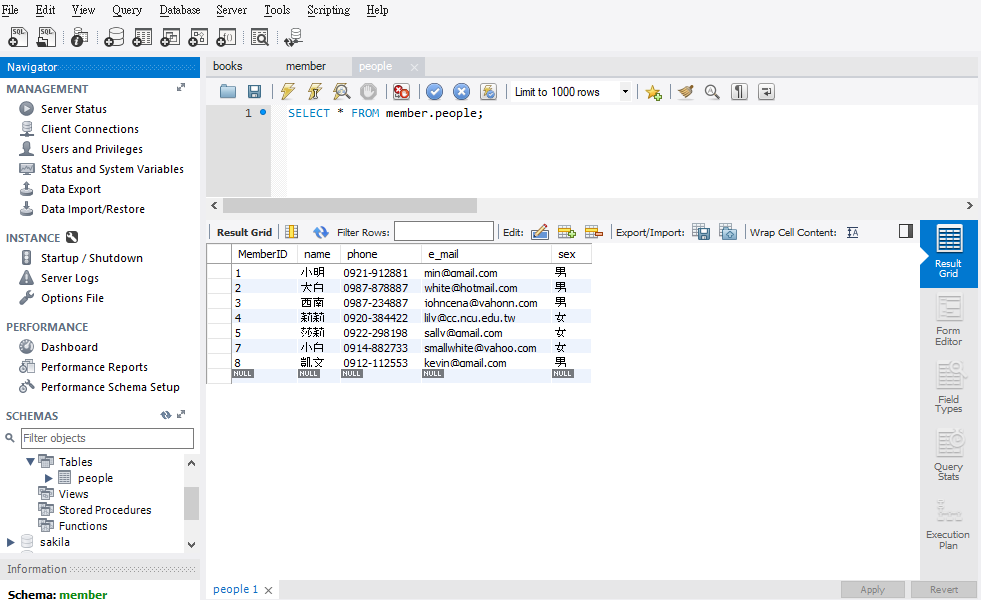 File Edit View Query Database Server Tools Scripting Help
Navigator
MANAGEMENT
Server Status
Client Connections
Users and Privileges
Status and System Variables
Data Export
Data Import/Restore
INSTANCE
Startup / Shutdown
Server Logs
Options File
PERFORMANCE
Dashboard
Performance Reports
Performance Schema Setup
SCHEMAS
Filter objects
Tables
people
Views
Stored Procedures
Functions
sakila
Information
Schema: member
books member people
Limit to 1000 rows
1 SELECT * FROM member.people;
Result Grid Filter Rows: Edit: Export/Import: Wrap Cell Content:
MemberID name phone e_mail sex
1 小明 0921-912881 min@gmail.com 男
2 大白 0987-878887 white@hotmail.com 男
3 西南 0987-234887 johncena@yahonn.com 男
4 莉莉 0920-384422 lily@cc.ncu.edu.tw 女
5 莎莉 0922-298198 sally@gmail.com 女
7 小白 0914-882733 smallwhite@yahoo.com 女
8 凱文 0912-112553 kevin@gmail.com 男
NULL NULL NULL NULL NULL
Result
Grid
Form
Editor
Field
Types
Query
Stats
Execution
Plan
people 1
Apply Revert